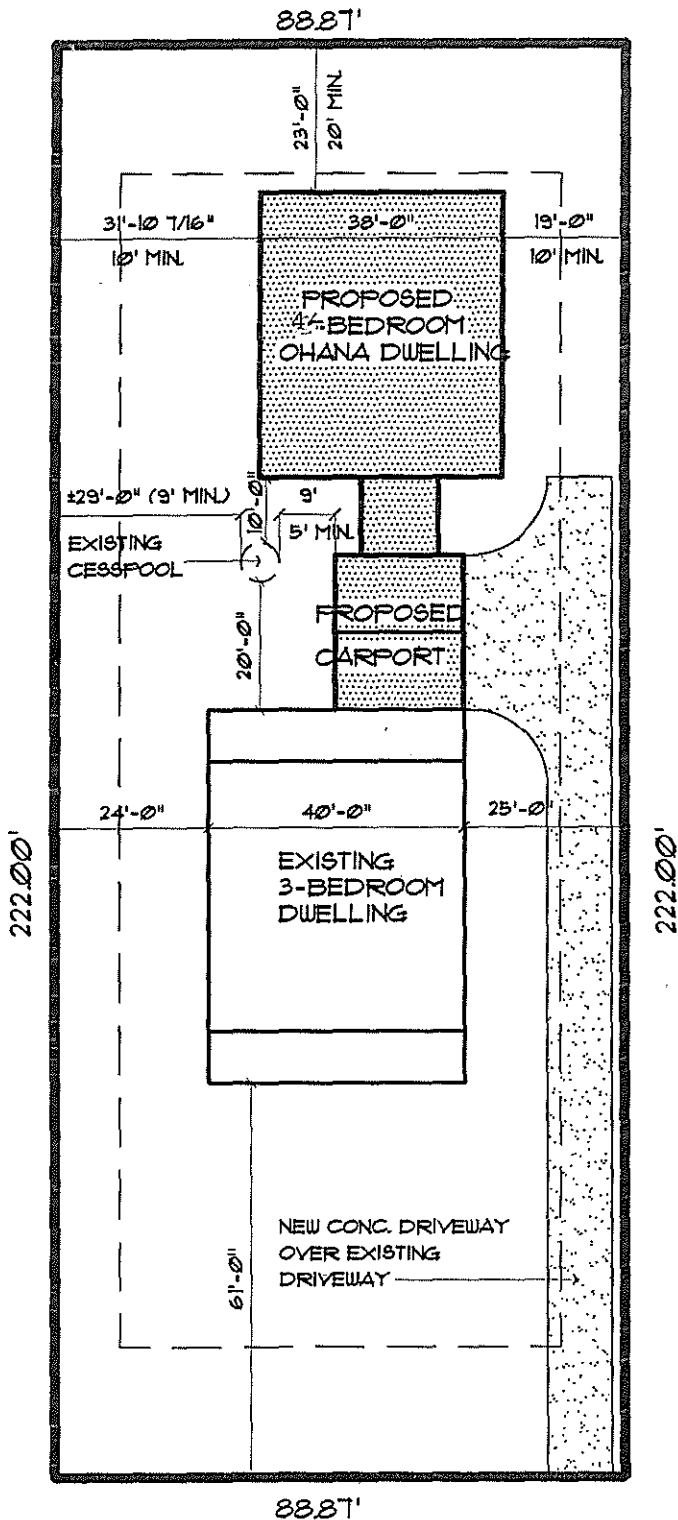 88.87'
23'-0"
20' MIN.
31'-10 7/16"
38'-0"
19'-0"
10' MIN.
10' MIN.
PROPOSED
-BEDROOM
OHANA DWELLING
±29'-0" (9' MIN.)
10'-0"
9'
5' MIN.
EXISTING
CESSPOOL
20'-0"
PROPOSED
CARPORT
24'-0"
40'-0"
25'-0'
EXISTING
3-BEDROOM
DWELLING
222.00'
222.00'
NEW CONC. DRIVEWAY
OVER EXISTING
DRIVEWAY
61'-0"
88.87'